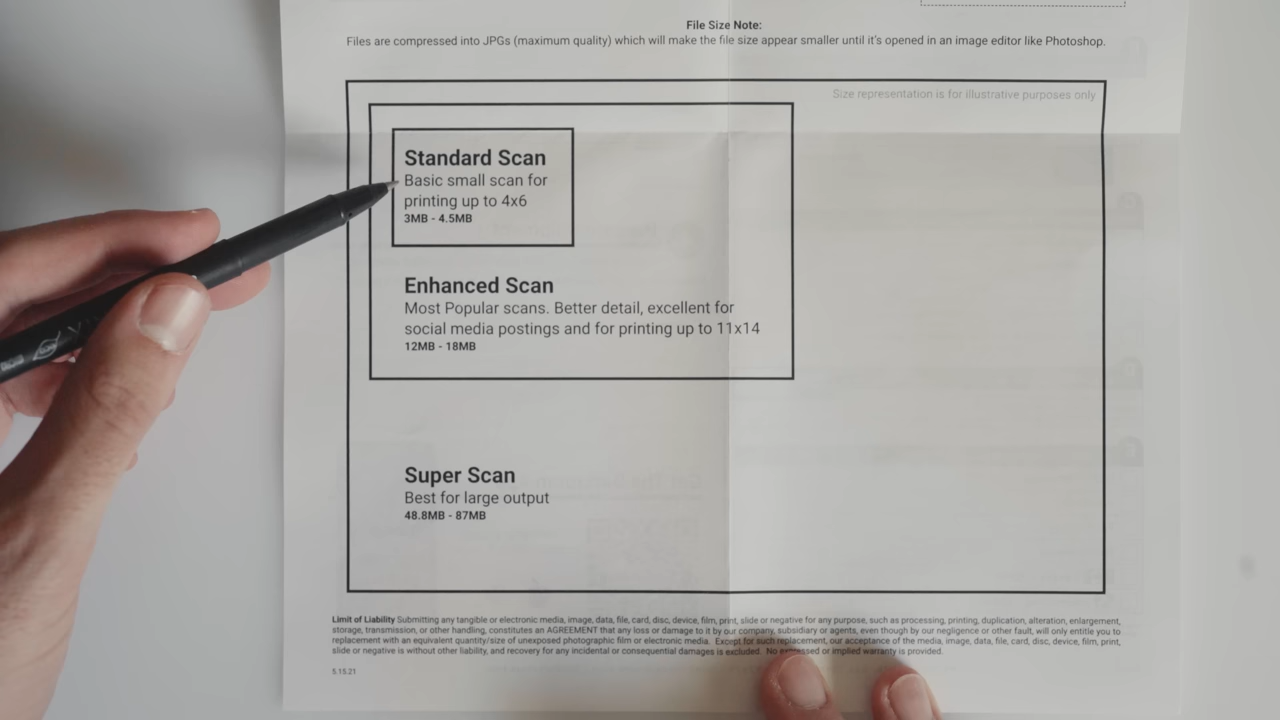 File Size Note:
Files are compressed into JPGs (maximum quality) which will make the file size appear smaller until it's opened in an image editor like Photoshop.
Size representation is for illustrative purposes only
Standard Scan
Basic small scan for
printing up to 4x6
3MB - 4.5MB
Enhanced Scan
Most Popular scans. Better detail, excellent for
social media postings and for printing up to 11x14
12MB - 18MB
Super Scan
Best for large output
48.8MB - 87MB
Limit of Liability Submitting any tangible or electronic media, image, data, file, card, disc, device, film, print, slide or negative for any purpose, such as processing, printing, duplication, alteration, enlargement,
storage, transmission, or other handling, constitutes an AGREEMENT that any loss or damage to it by our company, subsidiary or agents, even though by our negligence or other fault, will only entitle you to
replacement with an equivalent quantity/size of unexposed photographic film or electronic media. Except for such replacement, our acceptance of the media, image, data, file, card, disc, device, film, print,
slide or negative is without other liability, and recovery for any incidental or consequential damages is excluded. No expressed or implied warranty is provided.
5.15.21